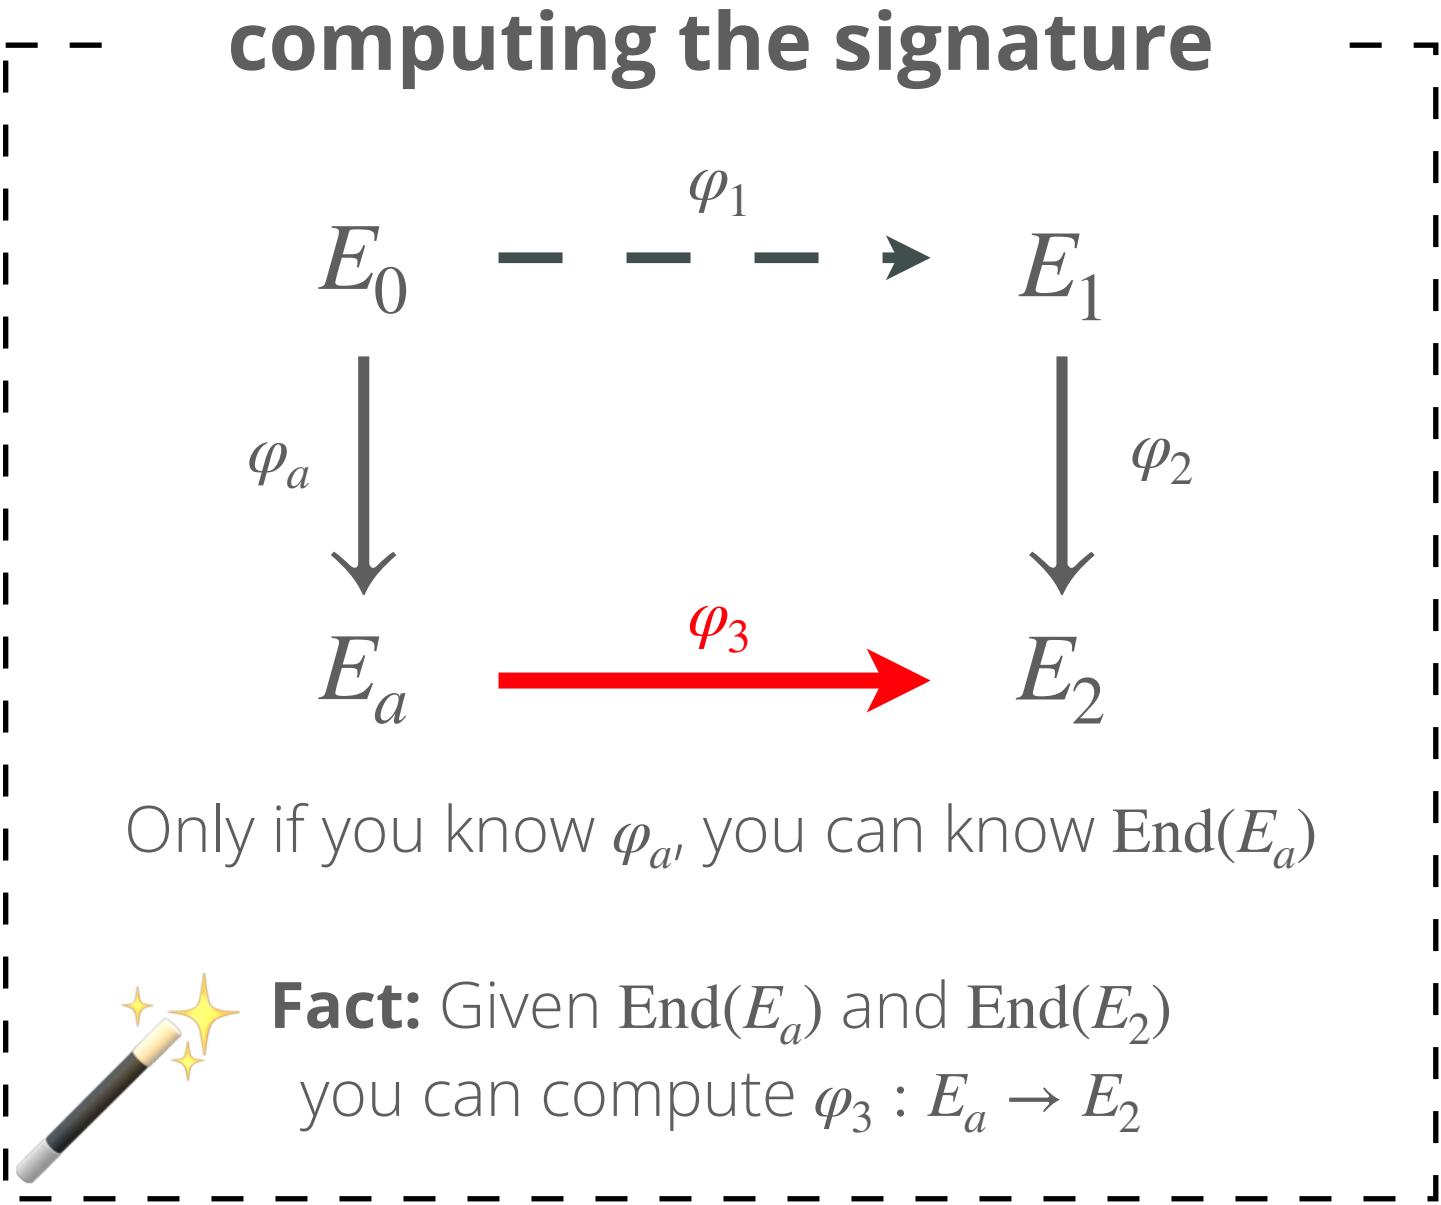 computing the signature
φ₁
E₀ E₁
φₐ φ₂
φ₃
Eₐ E₂
Only if you know φₐ, you can know End(Eₐ)
Fact: Given End(Eₐ) and End(E₂)
you can compute φ₃ : Eₐ → E₂